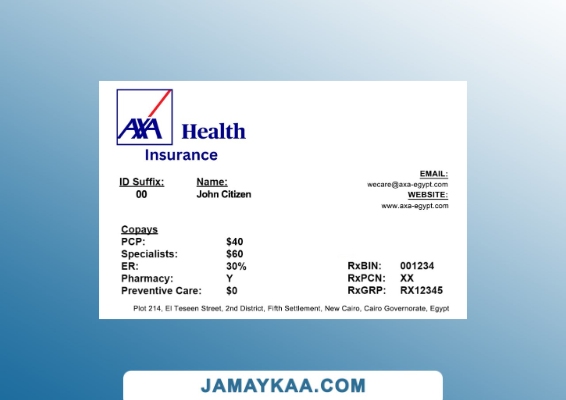 AXA
Health
Insurance
ID Suffix: Name:
00 John Citizen
EMAIL:
wecare@axa-egypt.com
WEBSITE:
www.axa-egypt.com
Copays
PCP: $40
Specialists: $60
ER: 30% RxBIN: 001234
Pharmacy: Y RxPCN: XX
Preventive Care: $0 RxGRP: RX12345
Plot 214, El Teseen Street, 2nd District, Fifth Settlement, New Cairo, Cairo Governorate, Egypt
JAMAYKAA.COM